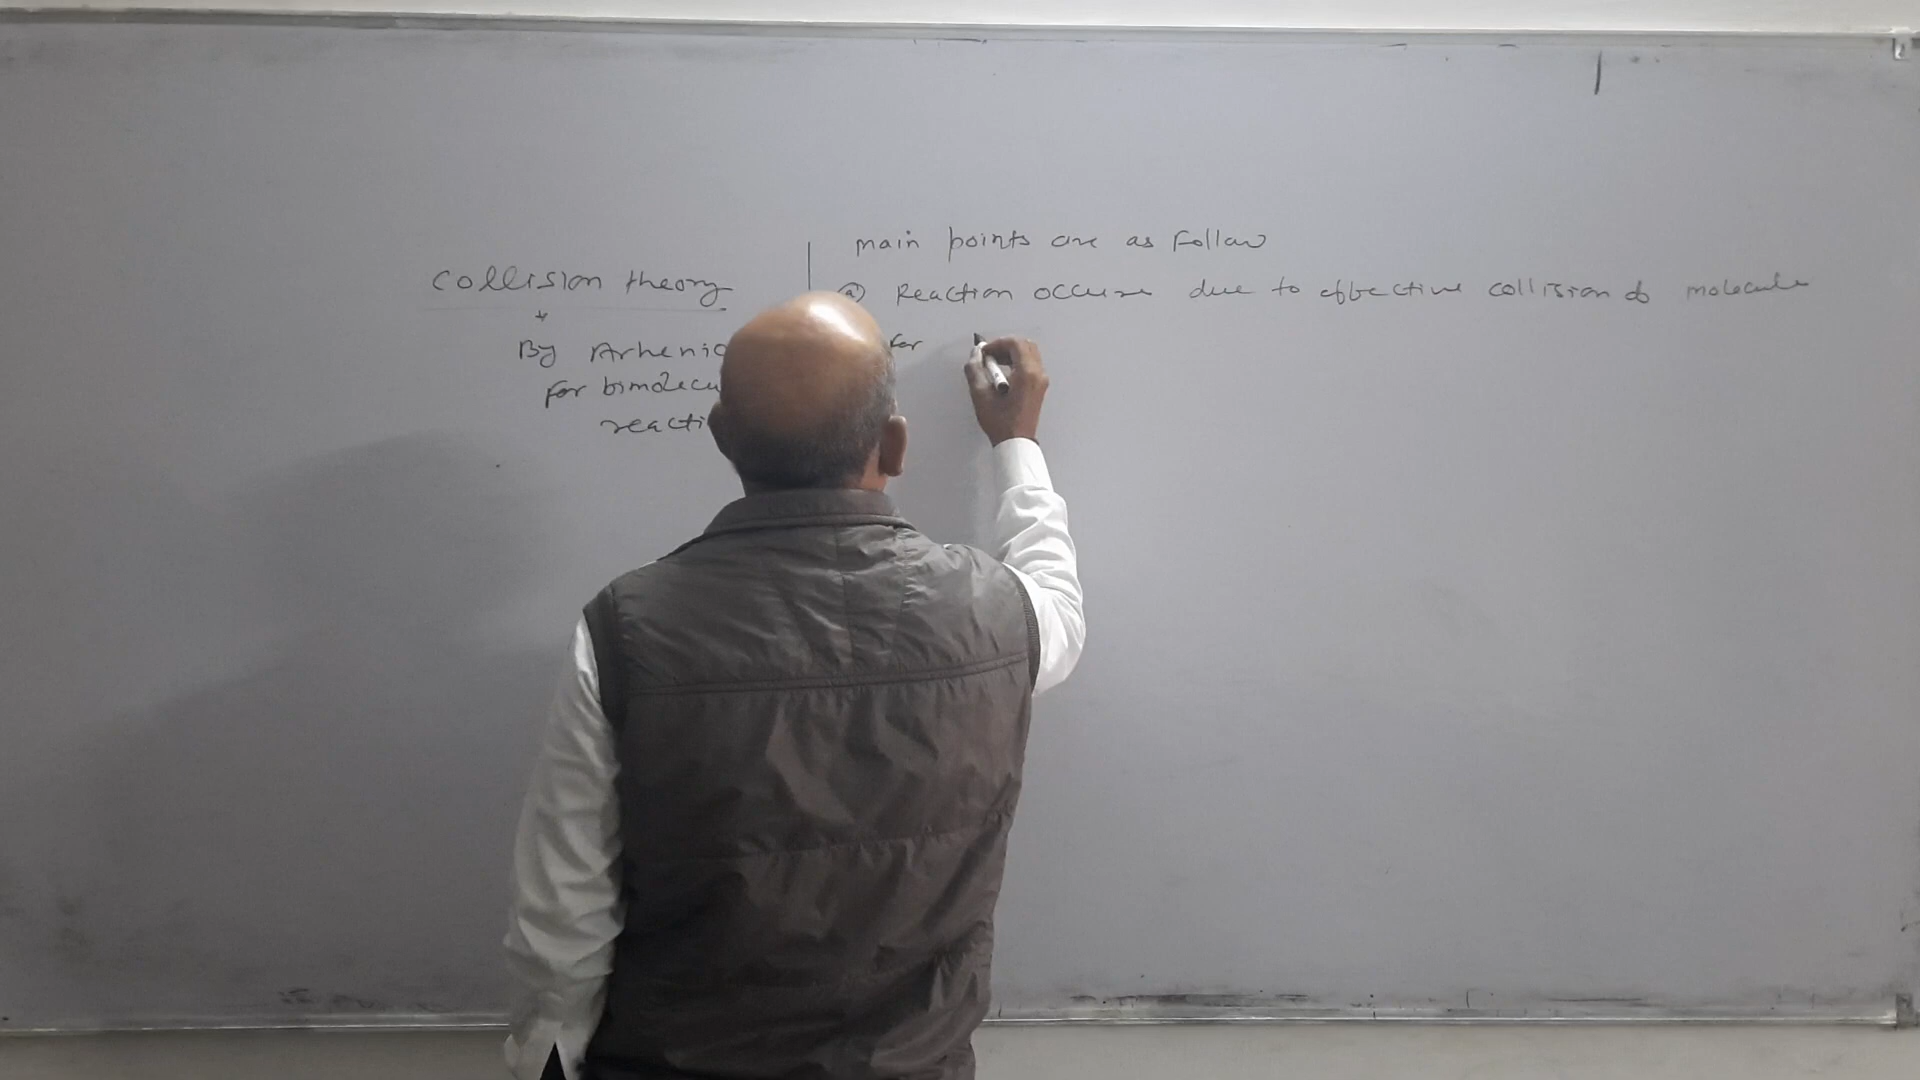 Collision theory
By Arhenio
For bimolecu
reacti
main points are as Follow
(a) Reaction occurs due to effective collision of molecule
For